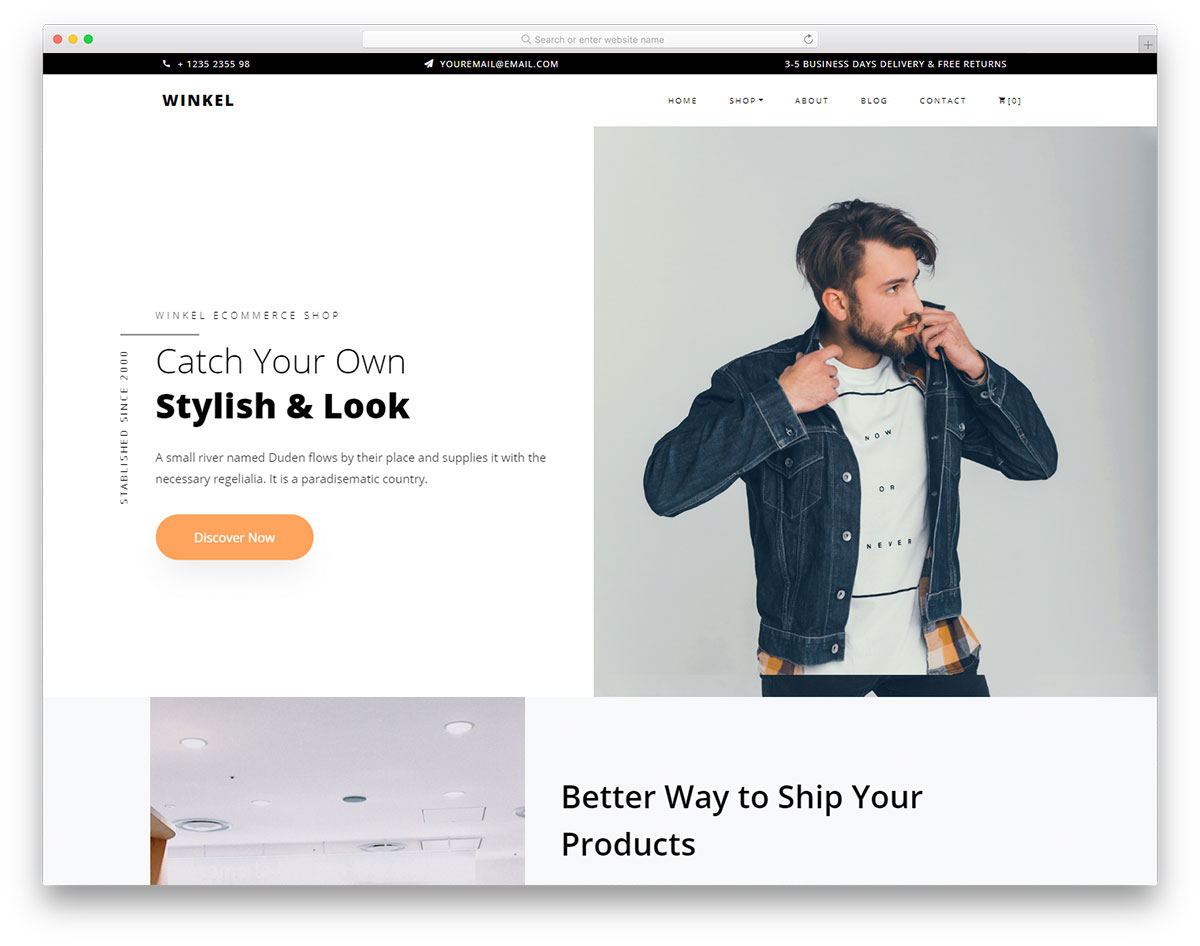 Search or enter website name
+ 1235 2355 98
YOUREMAIL@EMAIL.COM
3-5 BUSINESS DAYS DELIVERY & FREE RETURNS
WINKEL
HOME
SHOP
ABOUT
BLOG
CONTACT
[0]
WINKEL ECOMMERCE SHOP
STABLISHED SINCE 2000
Catch Your Own
Stylish & Look
A small river named Duden flows by their place and supplies it with the
necessary regelialia. It is a paradisematic country.
Discover Now
NOW
OR
NEVER
Better Way to Ship Your
Products